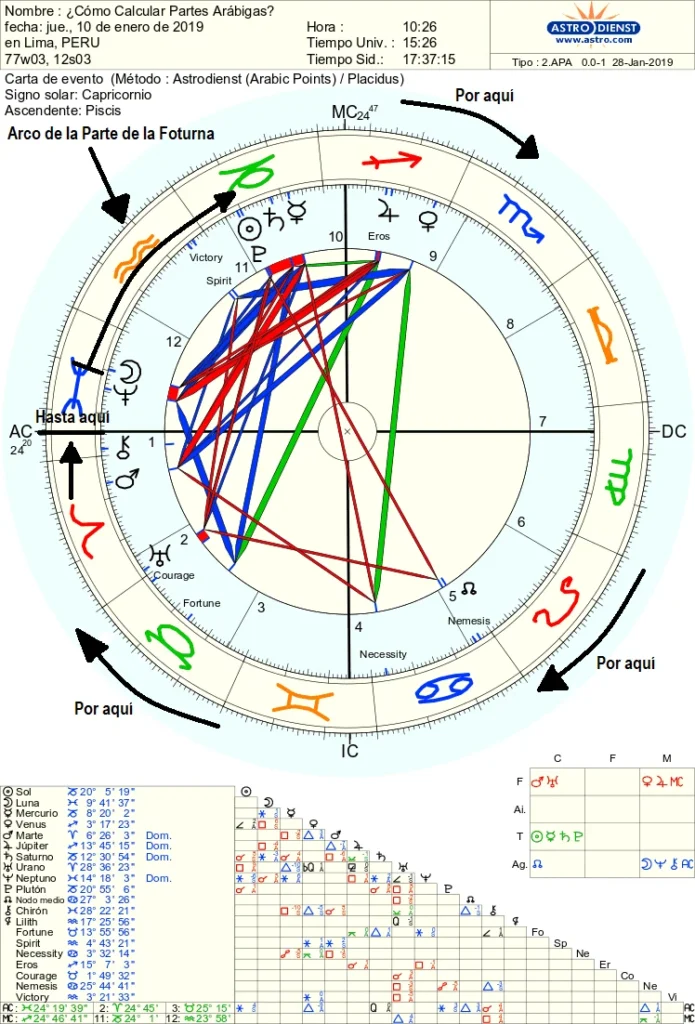 Nombre : ¿Cómo Calcular Partes Arábigas?
fecha: jue., 10 de enero de 2019
en Lima, PERU
77w03, 12s03
Hora : 10:26
Tiempo Univ. : 15:26
Tiempo Sid.: 17:37:15
ASTRO DIENST
www.astro.com
Tipo : 2.APA 0.0-1 28-Jan-2019
Carta de evento (Método : Astrodienst (Arabic Points) / Placidus)
Signo solar: Capricornio
Ascendente: Piscis
Por aqui
MC 24 47
Arco de la Parte de la Foturna
10
Eros
9
Victory
11
Spirit
8
12
Hasta aqui
AC
24 20
1
7
DC
2
6
Courage
5
Fortune
3
4
Nemesis
Necessity
Por aqui
Por aqui
IC
C F M
F ♂♅ ♀♃MC
Ai.
T ☉☿♄♇
Ag. ☊ ☽♆⚷AC
☉ Sol ♑ 20° 5' 19"
☽ Luna ♓ 9° 41' 37"
☿ Mercurio ♑ 8° 20' 2"
♀ Venus ♐ 3° 17' 23"
♂ Marte ♈ 6° 26' 3" Dom.
♃ Júpiter ♐ 13° 45' 15" Dom.
♄ Saturno ♑ 12° 30' 54" Dom.
♅ Urano ♈ 28° 36' 23"
♆ Neptuno ♓ 14° 18' 3" Dom.
♇ Plutón ♑ 20° 55' 6"
☊ Nodo medio ♋ 27° 3' 26"
⚷ Chirón ♓ 28° 22' 21"
⚸ Lilith ♒ 17° 25' 56"
Fortune ♉ 13° 55' 56"
Spirit ♒ 4° 43' 21"
Necessity ♋ 3° 32' 14"
Eros ♐ 15° 7' 3"
Courage ♉ 1° 49' 32"
Nemesis ♋ 25° 44' 41"
Victory ♒ 3° 21' 33"
Fo
Sp
Ne
Er
Co
Ne
Vi
AC: ♓ 24° 19' 39" 2: ♈ 24° 45' 3: ♉ 25° 15'
MC: ♐ 24° 46' 41" 11: ♑ 24° 1' 12: ♒ 23° 58'
AC
MC